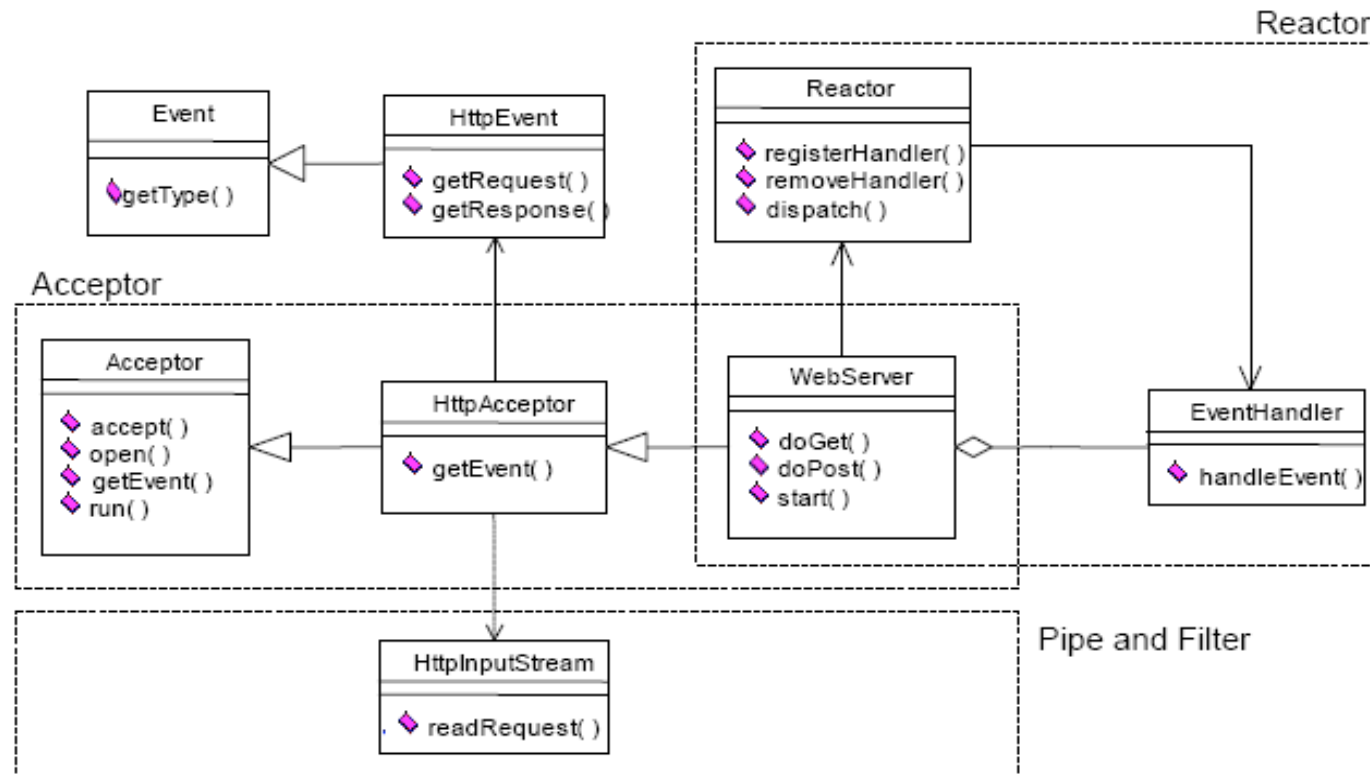 Reactor
Reactor
registerHandler( )
removeHandler( )
dispatch( )
Event
getType( )
HttpEvent
getRequest( )
getResponse( )
Acceptor
Acceptor
accept( )
open( )
getEvent( )
run( )
HttpAcceptor
getEvent( )
WebServer
doGet( )
doPost( )
start( )
EventHandler
handleEvent( )
Pipe and Filter
HttpInputStream
readRequest( )